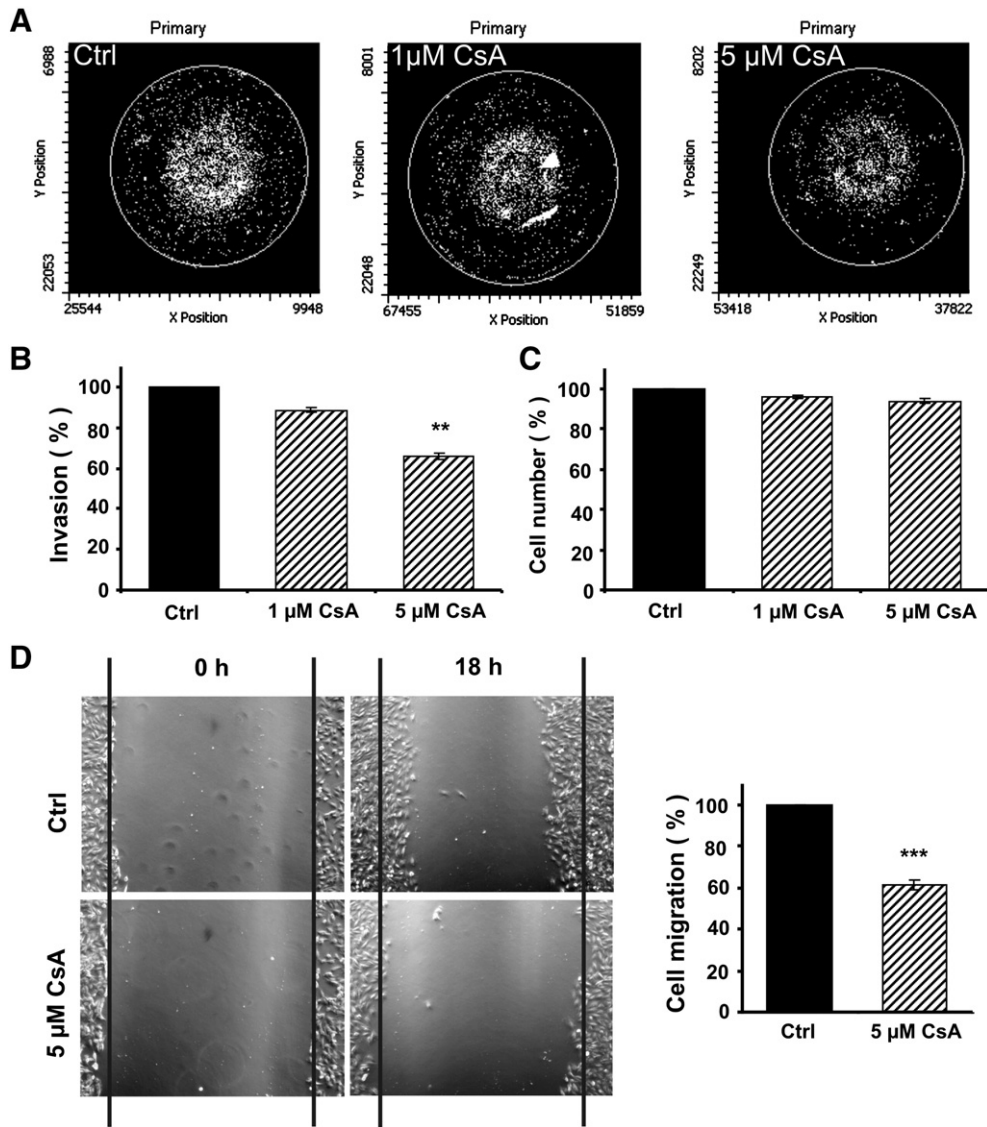 A
Primary
Ctrl
Y Position
6988
22053
25544
9948
X Position
Primary
1µM CsA
Y Position
8001
22048
67455
51859
X Position
Primary
5 µM CsA
Y Position
8202
22249
53418
37822
X Position
B
Invasion ( % )
100
80
60
40
20
0
**
Ctrl
1 µM CsA
5 µM CsA
C
Cell number ( % )
100
80
60
40
20
0
Ctrl
1 µM CsA
5 µM CsA
D
0 h
18 h
Ctrl
5 µM CsA
Cell migration ( % )
100
80
60
40
20
0
***
Ctrl
5 µM CsA